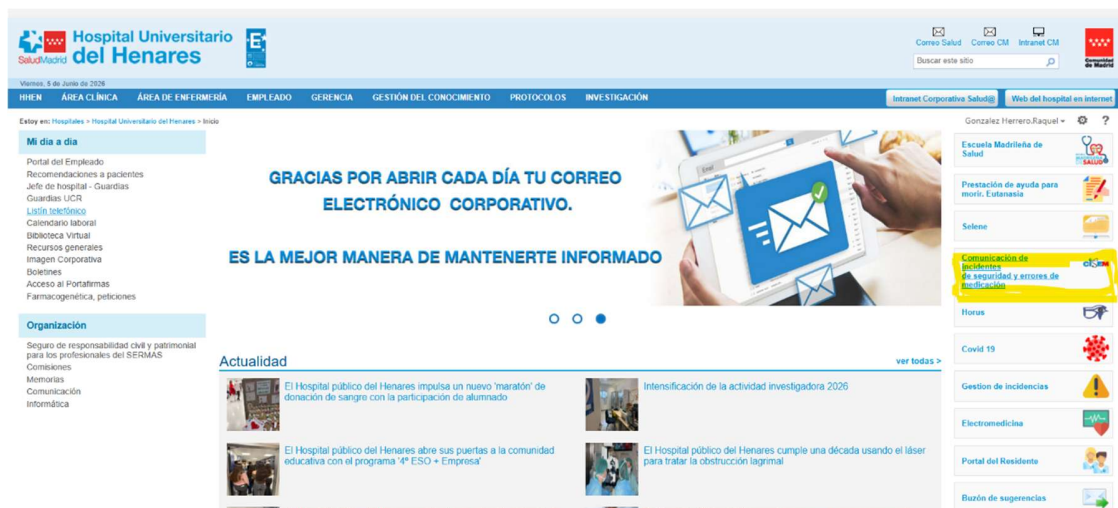 Hospital Universitario
del Henares
SaludMadrid
E
Correo Salud Correo CM Intranet CM
Buscar este sitio
Comunidad
de Madrid
Viernes, 5 de Junio de 2026
HHEN ÁREA CLÍNICA ÁREA DE ENFERMERÍA EMPLEADO GERENCIA GESTIÓN DEL CONOCIMIENTO PROTOCOLOS INVESTIGACIÓN
Intranet Corporativa Salud@ Web del hospital en internet
Estoy en: Hospitales > Hospital Universitario del Henares > Inicio
Gonzalez Herrero.Raquel
?
Mi dia a dia
Portal del Empleado
Recomendaciones a pacientes
Jefe de hospital - Guardias
Guardias UCR
Listín telefónico
Calendario laboral
Biblioteca Virtual
Recursos generales
Imagen Corporativa
Boletines
Acceso al Portafirmas
Farmacogenética, peticiones
Organización
Seguro de responsabilidad civil y patrimonial
para los profesionales del SERMAS
Comisiones
Memorias
Comunicación
Informática
GRACIAS POR ABRIR CADA DÍA TU CORREO
ELECTRÓNICO CORPORATIVO.
ES LA MEJOR MANERA DE MANTENERTE INFORMADO
Actualidad
ver todas >
El Hospital público del Henares impulsa un nuevo 'maratón' de
donación de sangre con la participación de alumnado
Intensificación de la actividad investigadora 2026
El Hospital público del Henares abre sus puertas a la comunidad
educativa con el programa '4º ESO + Empresa'
El Hospital público del Henares cumple una década usando el láser
para tratar la obstrucción lagrimal
Escuela Madrileña de
Salud
SALUD
Prestación de ayuda para
morir. Eutanasia
Selene
Comunicación de
incidentes
de seguridad y errores de
medicación
Horus
Covid 19
Gestion de incidencias
Electromedicina
Portal del Residente
Buzón de sugerencias